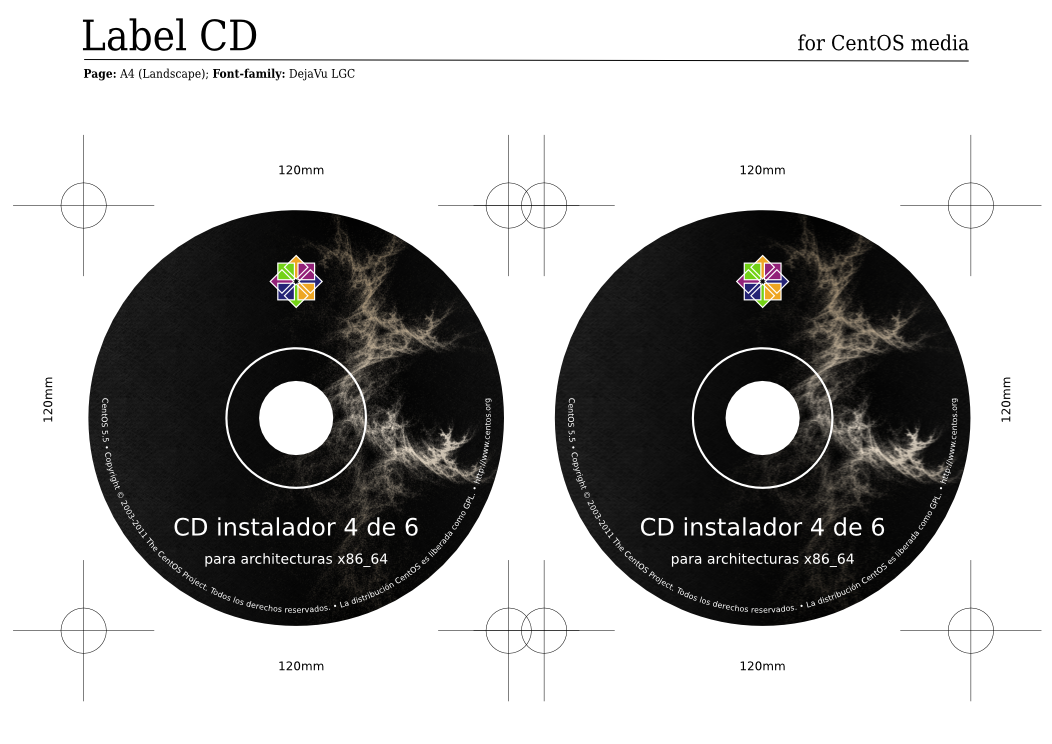 Label CD
for CentOS media
Page: A4 (Landscape); Font-family: DejaVu LGC
120mm
120mm
120mm
120mm
CD instalador 4 de 6
para architecturas x86_64
CentOS 5.5 • Copyright © 2003-2011 The CentOS Project. Todos los derechos reservados. • La distribución CentOS es liberada como GPL. • http://www.centos.org
CD instalador 4 de 6
para architecturas x86_64
CentOS 5.5 • Copyright © 2003-2011 The CentOS Project. Todos los derechos reservados. • La distribución CentOS es liberada como GPL. • http://www.centos.org
120mm
120mm